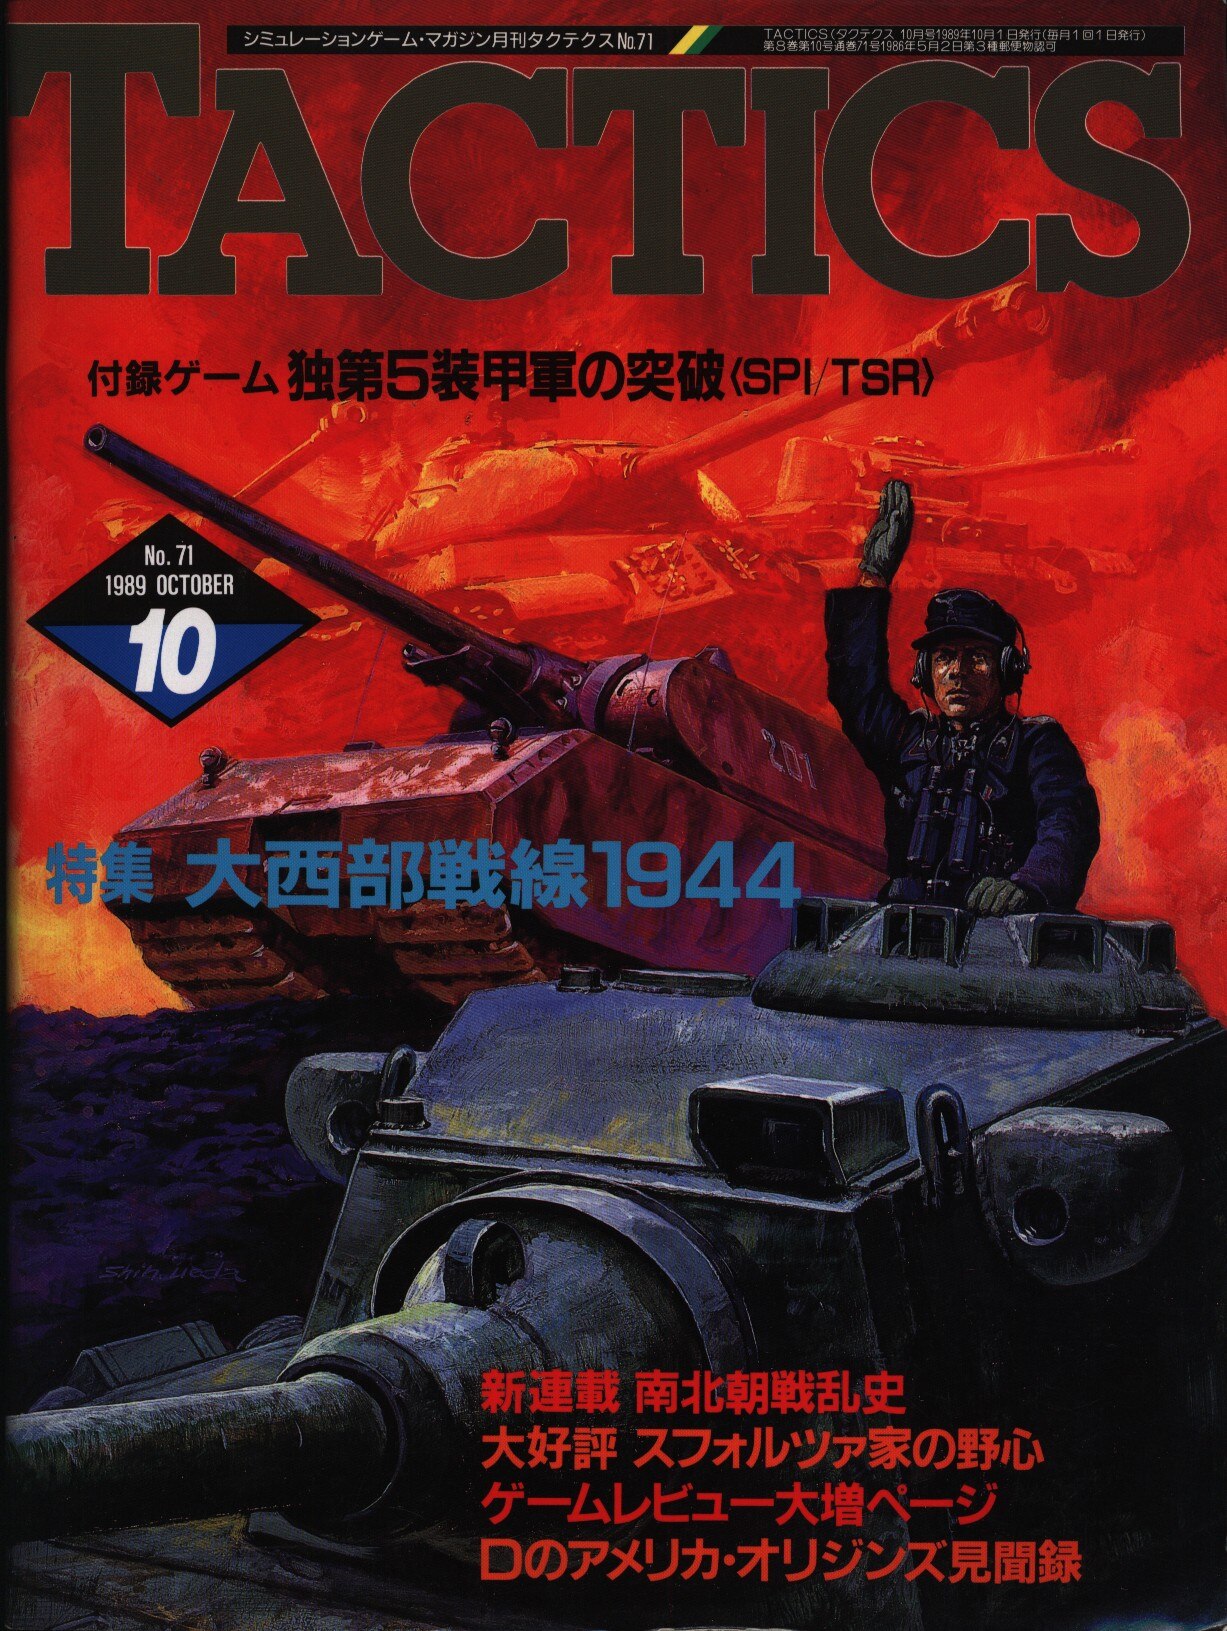 シミュレーションゲーム・マガジン月刊タクテクスNo.71
TACTICS(タクテクス 10月号1989年10月1日発行(毎月1回1日発行)
第8巻第10号通巻71号1986年5月2日第3種郵便物認可
TACTICS
付録ゲーム 独第5装甲軍の突破〈SPI/TSR〉
No. 71
1989 OCTOBER
10
201
特集 大西部戦線1944
shin.ueda
新連載 南北朝戦乱史
大好評 スフォルツァ家の野心
ゲームレビュー大増ページ
Dのアメリカ・オリジンズ見聞録